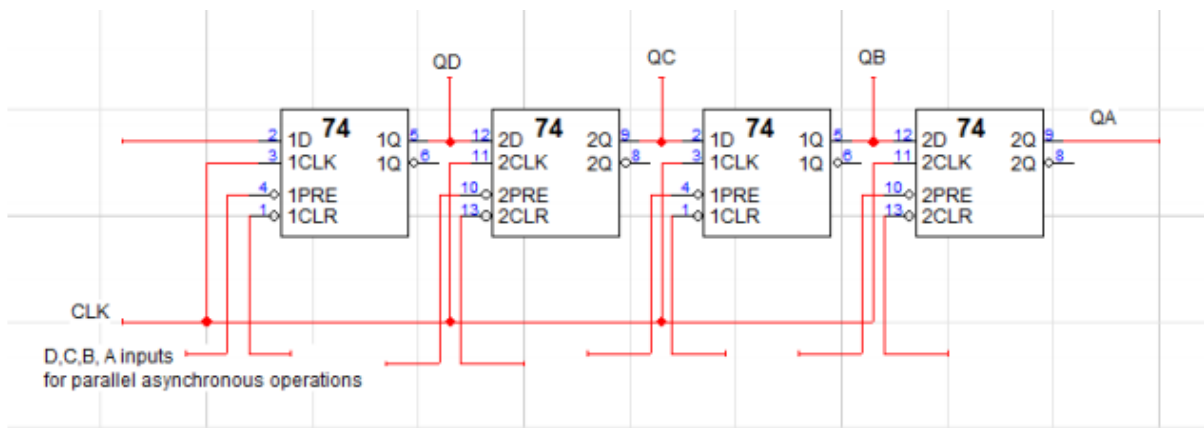 QD
QC
QB
QA
2 1D 74 1Q 5
3 1CLK 1Q 6
4 1PRE
1 1CLR
12 2D 74 2Q 9
11 2CLK 2Q 8
10 2PRE
13 2CLR
2 1D 74 1Q 5
3 1CLK 1Q 6
4 1PRE
1 1CLR
12 2D 74 2Q 9
11 2CLK 2Q 8
10 2PRE
13 2CLR
CLK
D,C,B, A inputs
for parallel asynchronous operations